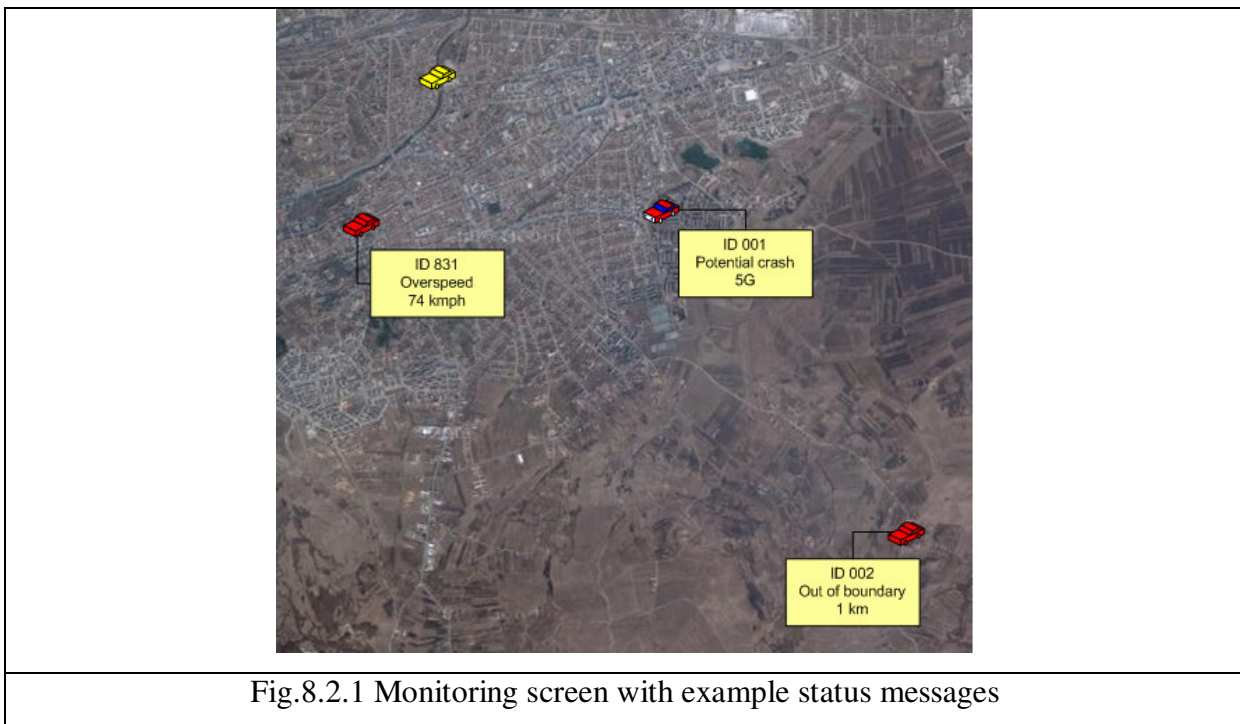 ID 831
Overspeed
74 kmph
ID 001
Potential crash
5G
ID 002
Out of boundary
1 km
Fig.8.2.1 Monitoring screen with example status messages